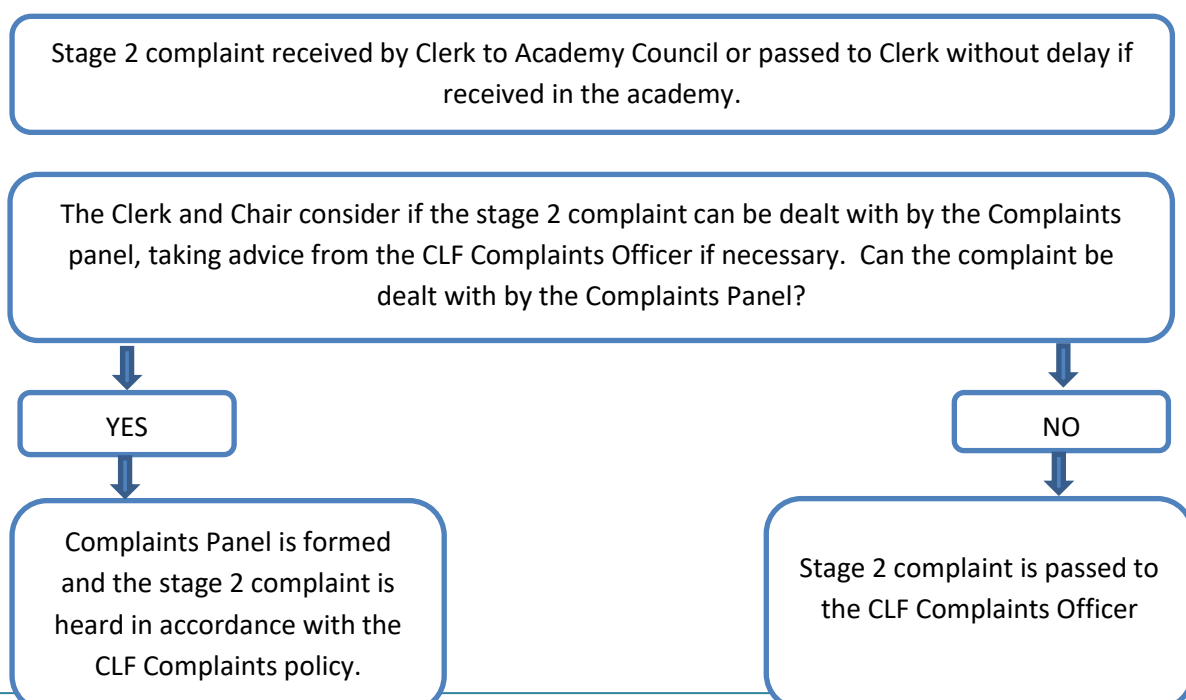 Stage 2 complaint received by Clerk to Academy Council or passed to Clerk without delay if
received in the academy.
The Clerk and Chair consider if the stage 2 complaint can be dealt with by the Complaints
panel, taking advice from the CLF Complaints Officer if necessary.  Can the complaint be
dealt with by the Complaints Panel?
YES
NO
Complaints Panel is formed
and the stage 2 complaint is
heard in accordance with the
CLF Complaints policy.
Stage 2 complaint is passed to
the CLF Complaints Officer